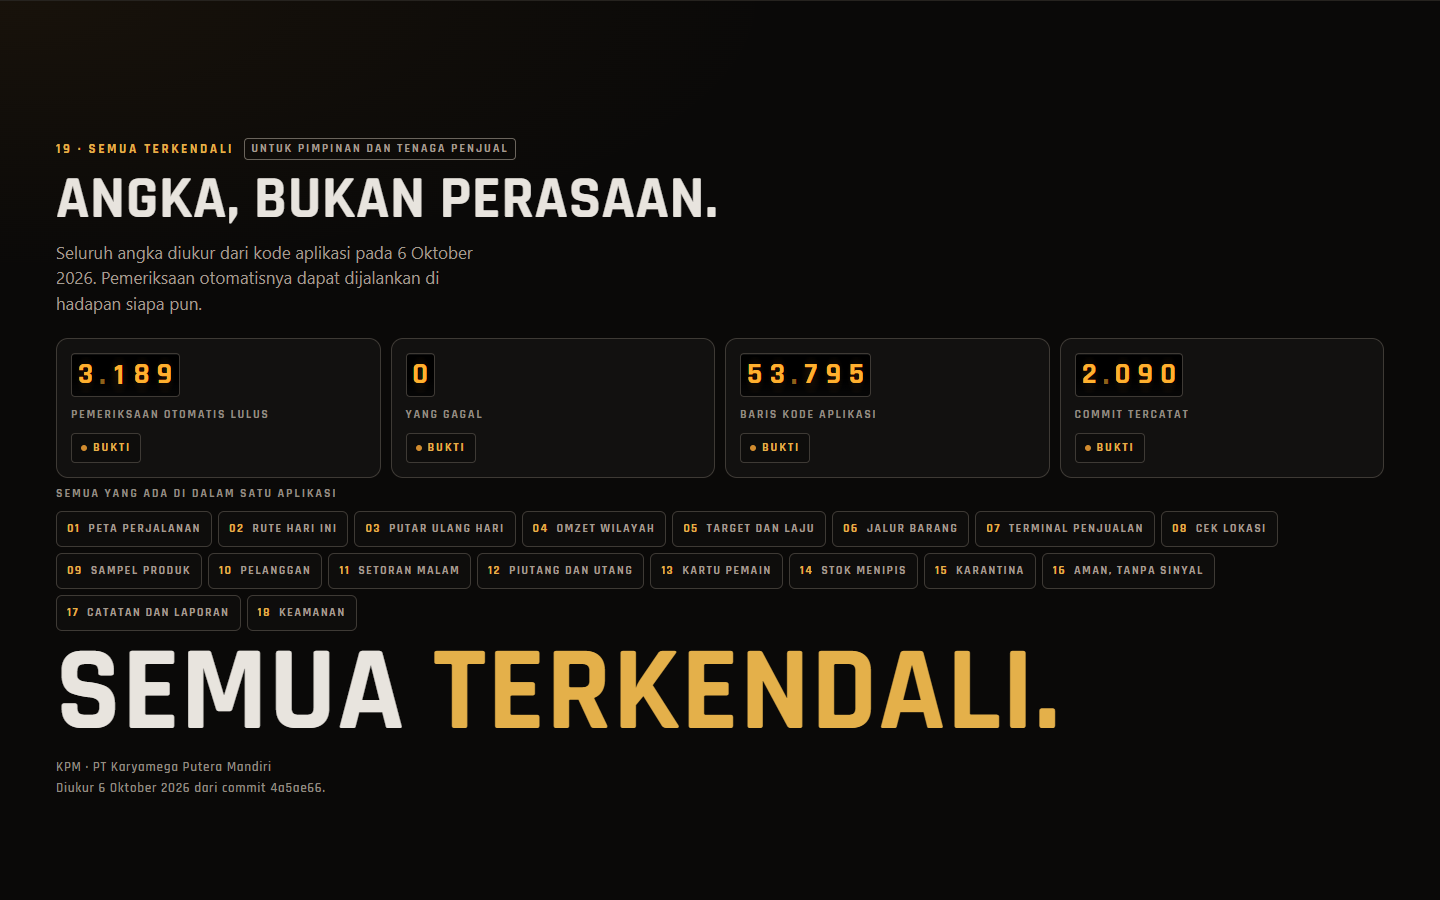 19 · SEMUA TERKENDALI UNTUK PIMPINAN DAN TENAGA PENJUAL
ANGKA, BUKAN PERASAAN.
Seluruh angka diukur dari kode aplikasi pada 6 Oktober
2026. Pemeriksaan otomatisnya dapat dijalankan di
hadapan siapa pun.
3.189 0 53.795 2.090
PEMERIKSAAN OTOMATIS LULUS YANG GAGAL BARIS KODE APLIKASI COMMIT TERCATAT
BUKTI BUKTI BUKTI BUKTI
SEMUA YANG ADA DI DALAM SATU APLIKASI
01 PETA PERJALANAN 02 RUTE HARI INI 03 PUTAR ULANG HARI 04 OMZET WILAYAH 05 TARGET DAN LAJU 06 JALUR BARANG 07 TERMINAL PENJUALAN 08 CEK LOKASI
09 SAMPEL PRODUK 10 PELANGGAN 11 SETORAN MALAM 12 PIUTANG DAN UTANG 13 KARTU PEMAIN 14 STOK MENIPIS 15 KARANTINA 16 AMAN, TANPA SINYAL
17 CATATAN DAN LAPORAN 18 KEAMANAN
SEMUA TERKENDALI.
KPM · PT Karyamega Putera Mandiri
Diukur 6 Oktober 2026 dari commit 4a5ae66.